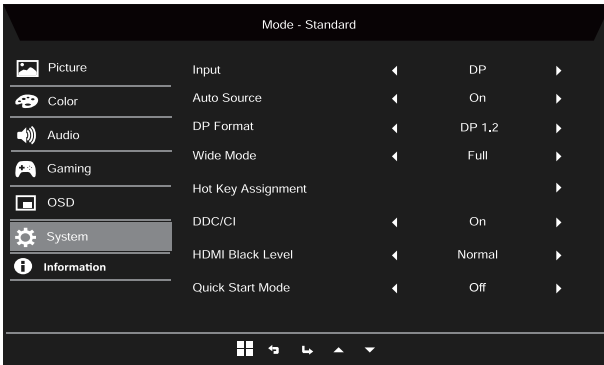 Mode - Standard
Picture
Color
Audio
Gaming
OSD
System
Information
Input DP
Auto Source On
DP Format DP 1.2
Wide Mode Full
Hot Key Assignment
DDC/CI On
HDMI Black Level Normal
Quick Start Mode Off